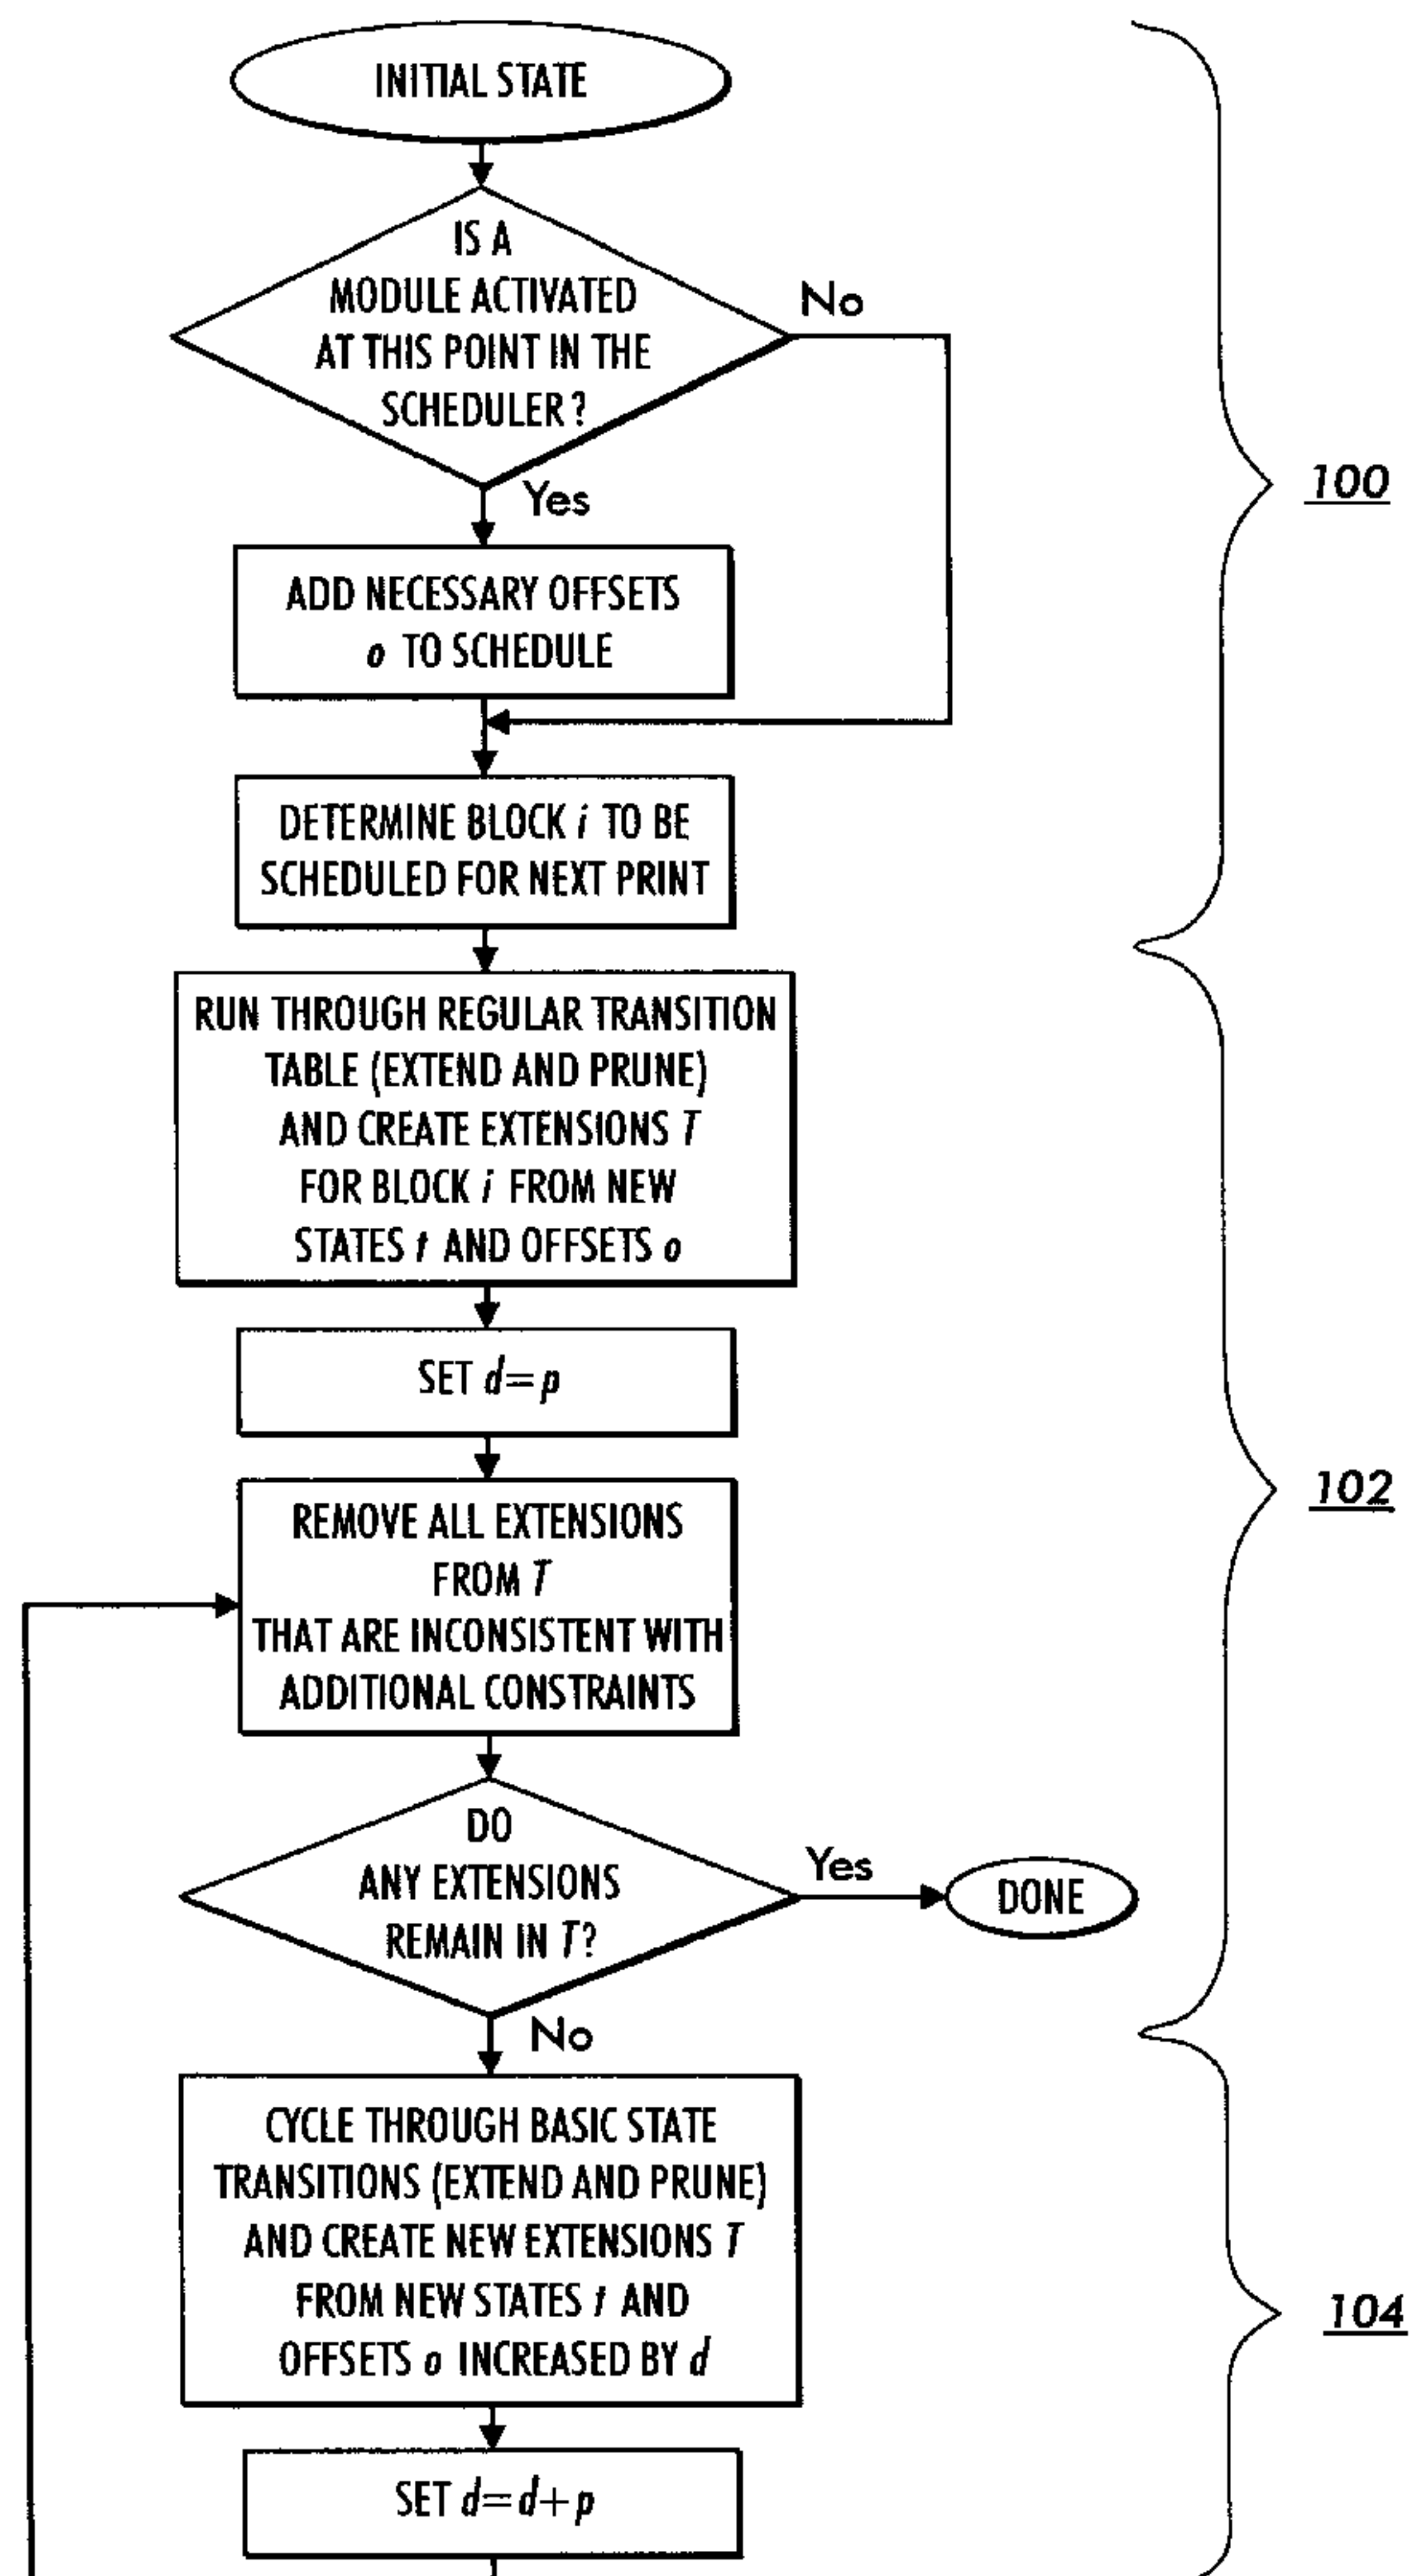 INITIAL STATE
IS A
MODULE ACTIVATED
AT THIS POINT IN THE
SCHEDULER?
No
Yes
100
ADD NECESSARY OFFSETS
o TO SCHEDULE
DETERMINE BLOCK i TO BE
SCHEDULED FOR NEXT PRINT
RUN THROUGH REGULAR TRANSITION
TABLE (EXTEND AND PRUNE)
AND CREATE EXTENSIONS T
FOR BLOCK i FROM NEW
STATES t AND OFFSETS o
SET d=p
102
REMOVE ALL EXTENSIONS
FROM T
THAT ARE INCONSISTENT WITH
ADDITIONAL CONSTRAINTS
DO
ANY EXTENSIONS
REMAIN IN T?
Yes
DONE
No
CYCLE THROUGH BASIC STATE
TRANSITIONS (EXTEND AND PRUNE)
AND CREATE NEW EXTENSIONS T
FROM NEW STATES t AND
OFFSETS o INCREASED BY d
104
SET d=d+p